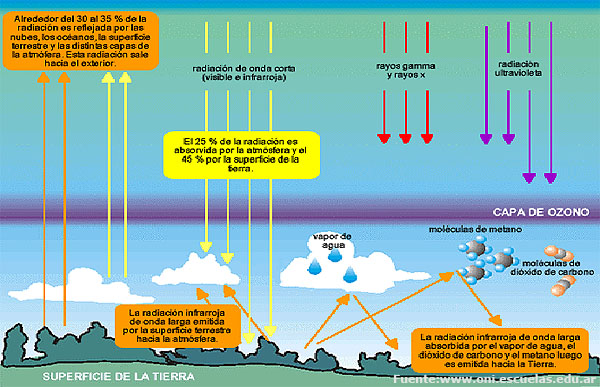 Alrededor del 30 al 35 % de la
radiación es reflejada por las
nubes, los océanos, la superficie
terrestre y las distintas capas de
la atmósfera. Esta radiación sale
hacia el exterior.
radiación de onda corta
(visible e infrarroja)
rayos gamma
y rayos x
radiación
ultravioleta
El 25 % de la radiación es
absorvida por la atmósfera y el
45 % por la superficie de la
tierra.
CAPA DE OZONO
vapor de
agua
moléculas de metano
moléculas de
dióxido de carbono
La radiación infrarroja de
onda larga emitida
por la superficie terrestre
hacia la atmósfera.
La radiación infrarroja de onda larga
absorbida por el vapor de agua, el
dióxido de carbono y el metano luego
es emitida hacia la Tierra.
SUPERFICIE DE LA TIERRA
Fuente:www.oni.escuelas.edu.ar